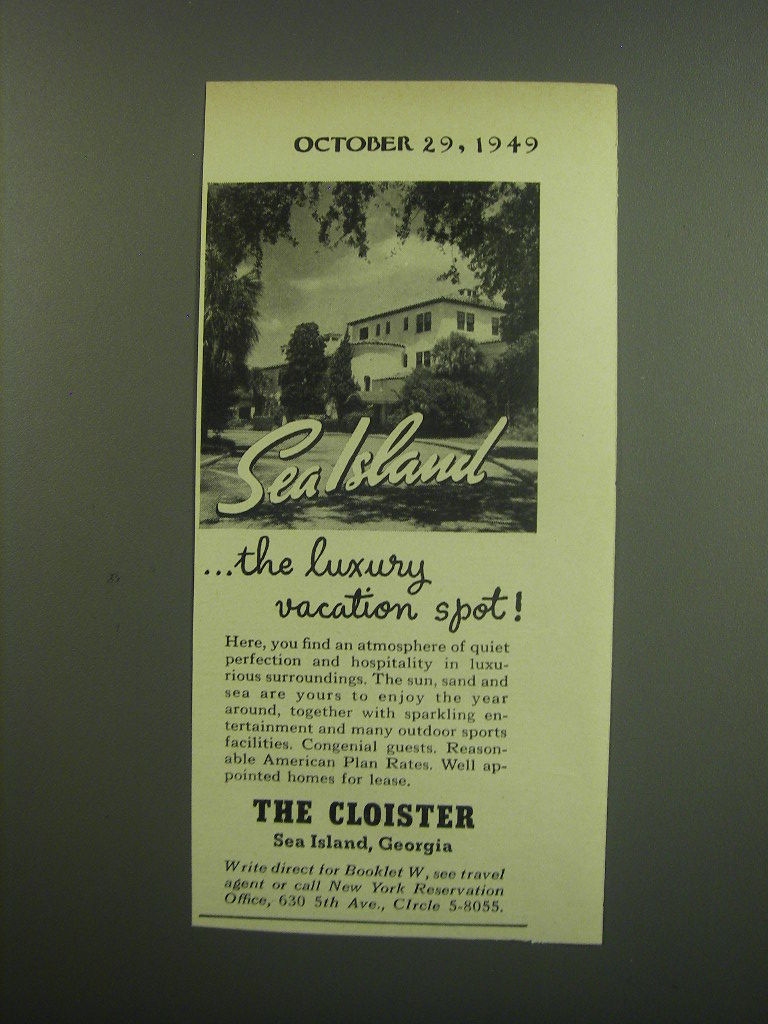 OCTOBER 29, 1949
Sea Island
...the luxury
vacation spot!
Here, you find an atmosphere of quiet
perfection and hospitality in luxu-
rious surroundings. The sun, sand and
sea are yours to enjoy the year
around, together with sparkling en-
tertainment and many outdoor sports
facilities. Congenial guests. Reason-
able American Plan Rates. Well ap-
pointed homes for lease.
THE CLOISTER
Sea Island, Georgia
Write direct for Booklet W, see travel
agent or call New York Reservation
Office, 630 5th Ave., CIrcle 5-8055.